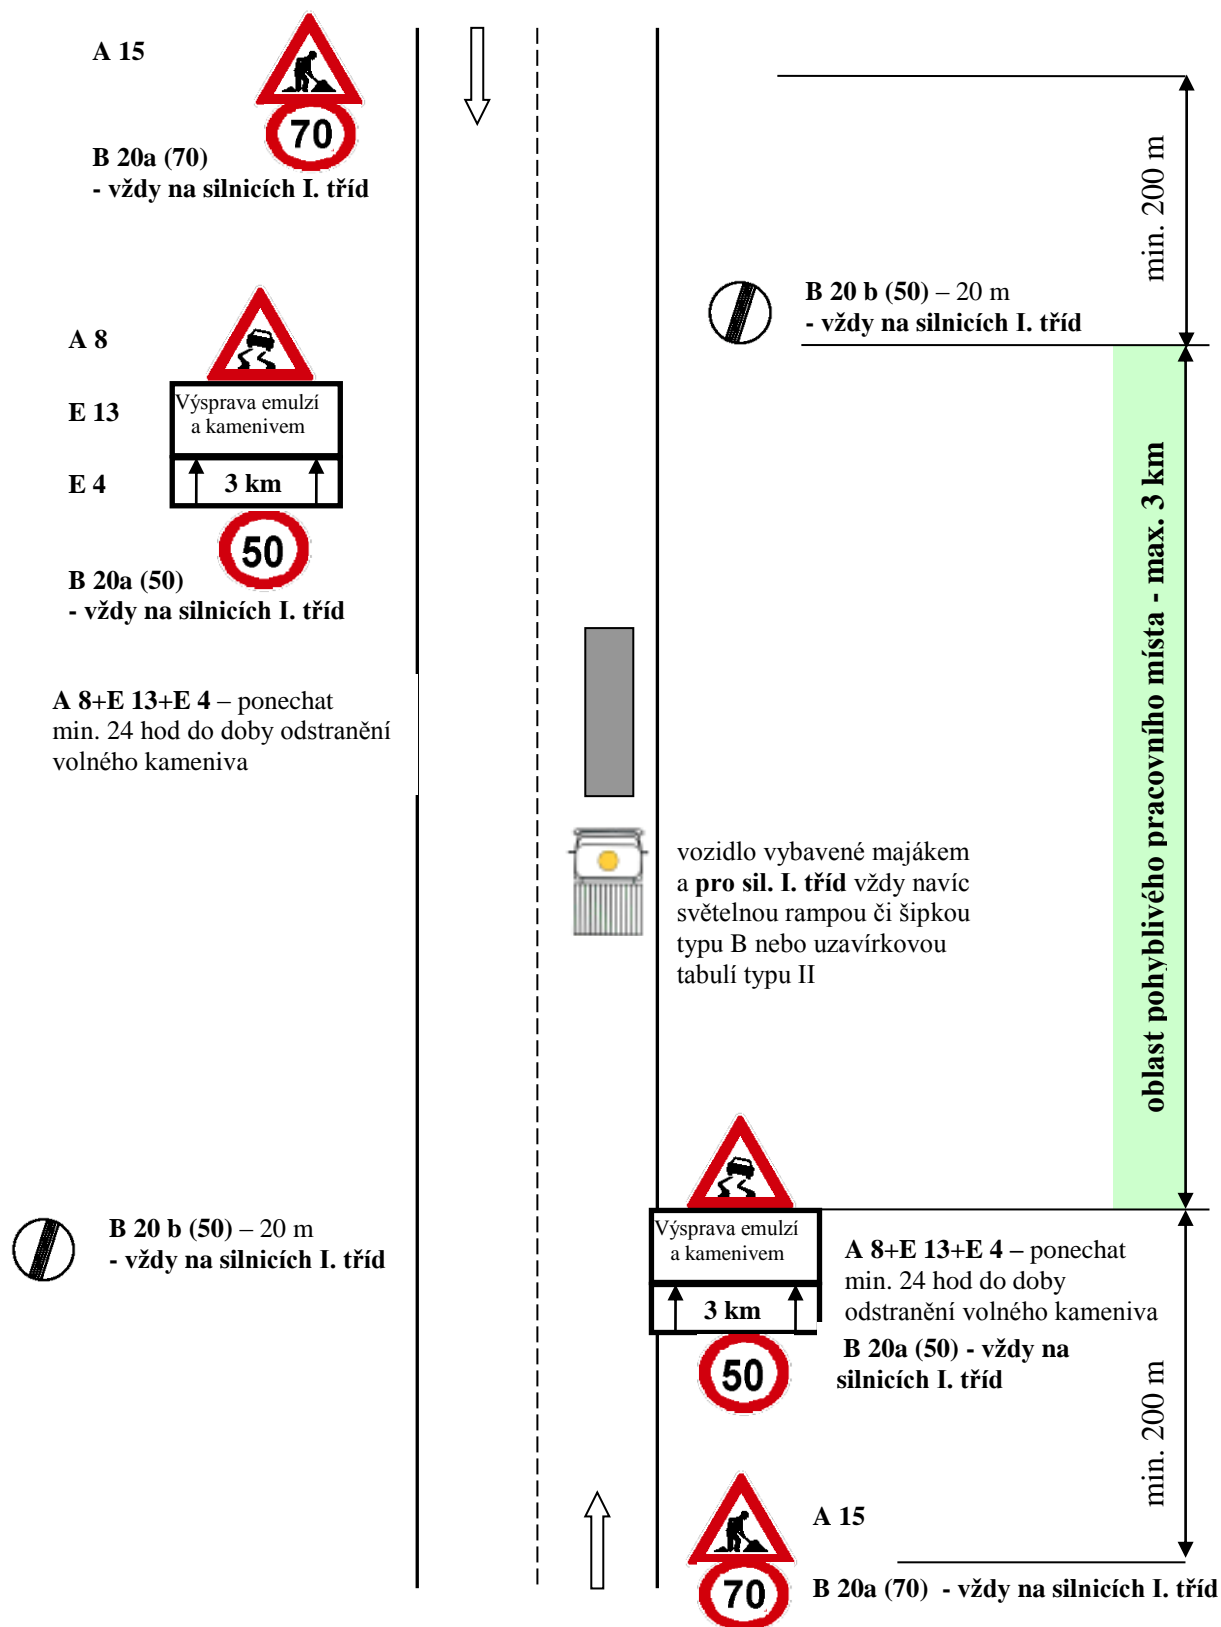 A 15
70
B 20a (70)
- vždy na silnicích I. tříd
min. 200 m
B 20 b (50) – 20 m
- vždy na silnicích I. tříd
A 8
E 13
Výsprava emulzí
a kamenivem
E 4
3 km
50
B 20a (50)
- vždy na silnicích I. tříd
oblast pohyblivého pracovního místa - max. 3 km
A 8+E 13+E 4 – ponechat
min. 24 hod do doby odstranění
volného kameniva
vozidlo vybavené majákem
a pro sil. I. tříd vždy navíc
světelnou rampou či šipkou
typu B nebo uzavírkovou
tabulí typu II
B 20 b (50) – 20 m
- vždy na silnicích I. tříd
Výsprava emulzí
a kamenivem
3 km
50
A 8+E 13+E 4 – ponechat
min. 24 hod do doby
odstranění volného kameniva
B 20a (50) - vždy na
silnicích I. tříd
min. 200 m
A 15
70
B 20a (70)  - vždy na silnicích I. tříd